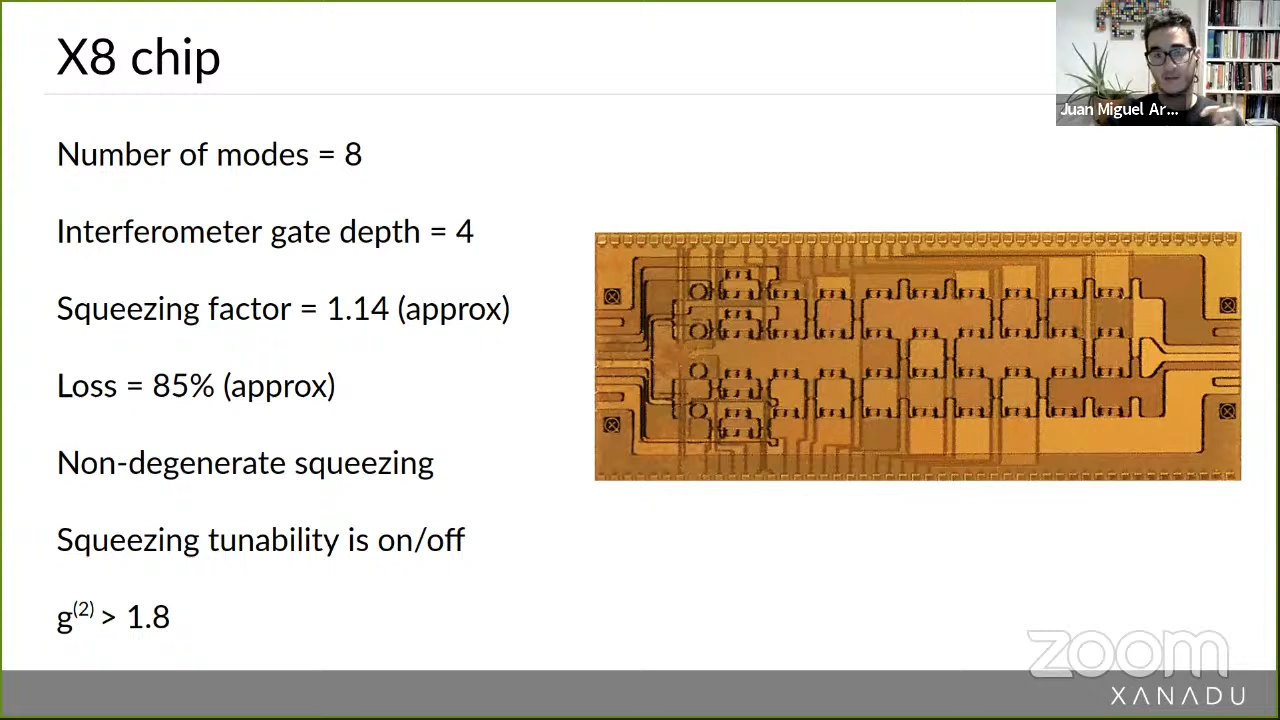 X8 chip
Juan Miguel Ar...
Number of modes = 8
Interferometer gate depth = 4
Squeezing factor = 1.14 (approx)
Loss = 85% (approx)
Non-degenerate squeezing
Squeezing tunability is on/off
g(2) > 1.8
zoom
XANADU